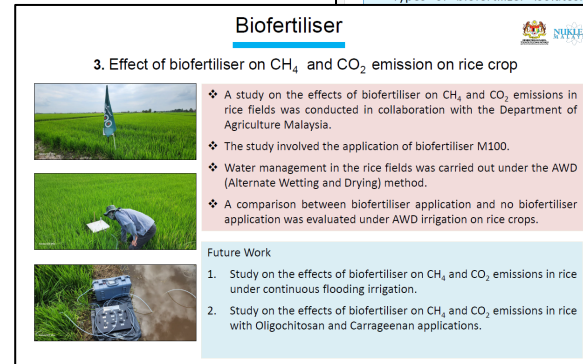 Biofertiliser
NUKLE
3. Effect of biofertiliser on CH₄ and CO₂ emission on rice crop
❖ A study on the effects of biofertiliser on CH₄ and CO₂ emissions in
rice fields was conducted in collaboration with the Department of
Agriculture Malaysia.
❖ The study involved the application of biofertiliser M100.
❖ Water management in the rice fields was carried out under the AWD
(Alternate Wetting and Drying) method.
❖ A comparison between biofertiliser application and no biofertiliser
application was evaluated under AWD irrigation on rice crops.
Future Work
1. Study on the effects of biofertiliser on CH₄ and CO₂ emissions in rice
under continuous flooding irrigation.
2. Study on the effects of biofertiliser on CH₄ and CO₂ emissions in rice
with Oligochitosan and Carrageenan applications.